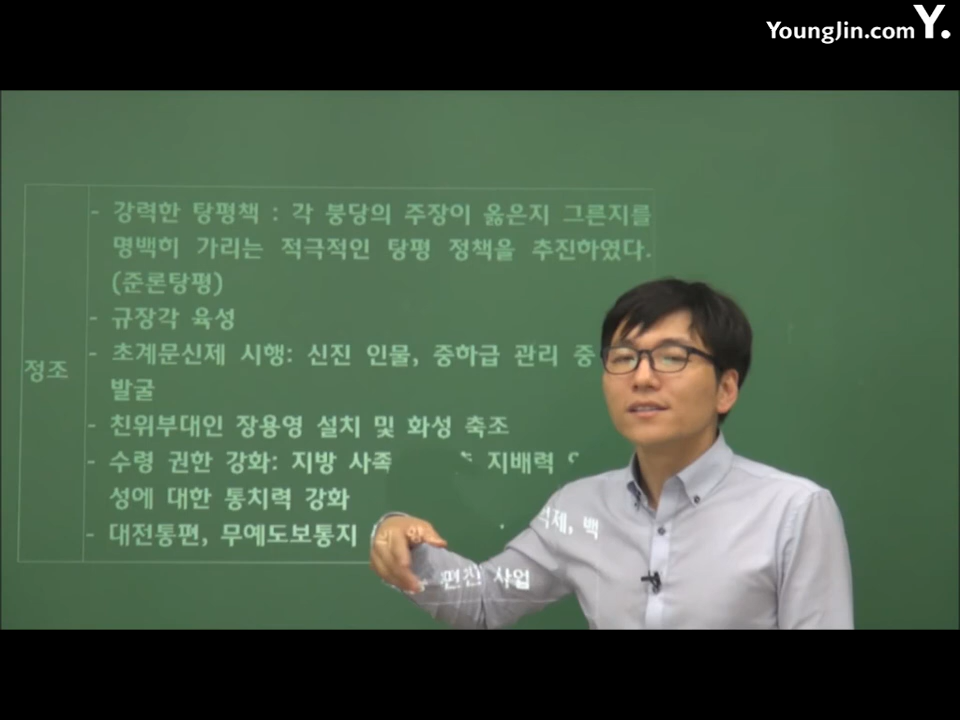 YoungJin.com Y.
정조
- 강력한 탕평책 : 각 붕당의 주장이 옳은지 그른지를
명백히 가리는 적극적인 탕평 정책을 추진하였다.
(준론탕평)
- 규장각 육성
- 초계문신제 시행: 신진 인물, 중하급 관리 중
발굴
- 친위부대인 장용영 설치 및 화성 축조
- 수령 권한 강화: 지방 사족 지배력
성에 대한 통치력 강화
- 대전통편, 무예도보통지 백
편찬 사업